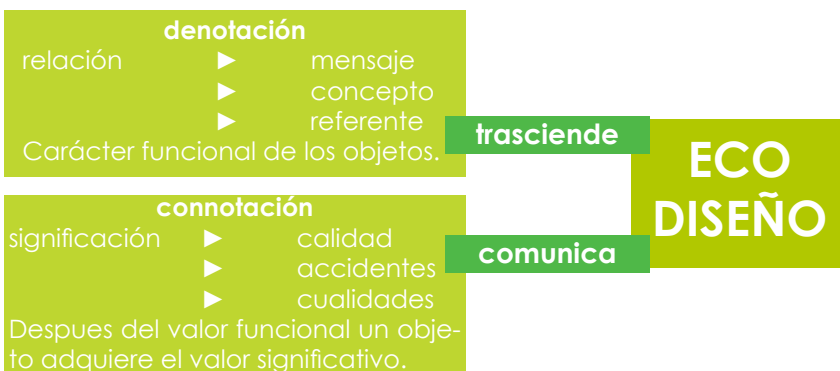 denotación
relación ► mensaje
► concepto
► referente
Carácter funcional de los objetos.
trasciende
connotación
significación ► calidad
► accidentes
► cualidades
Despues del valor funcional un obje-
to adquiere el valor significativo.
comunica
ECO
DISEÑO